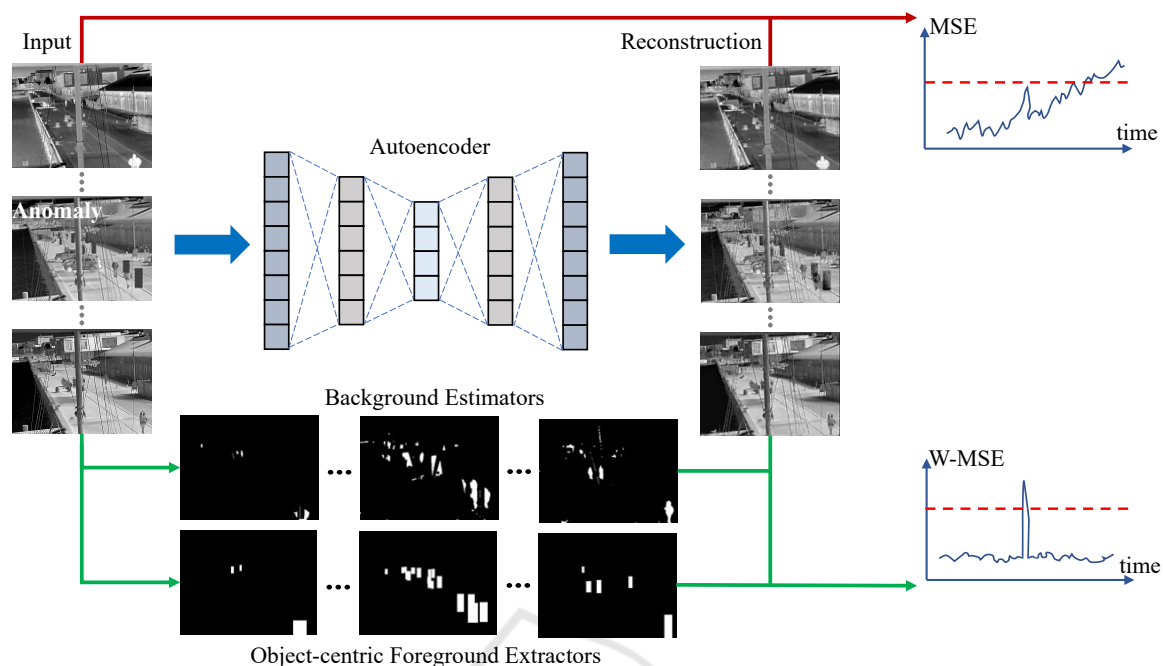 Input
Reconstruction
MSE
time
Anomaly
Autoencoder
Background Estimators
W-MSE
time
Object-centric Foreground Extractors